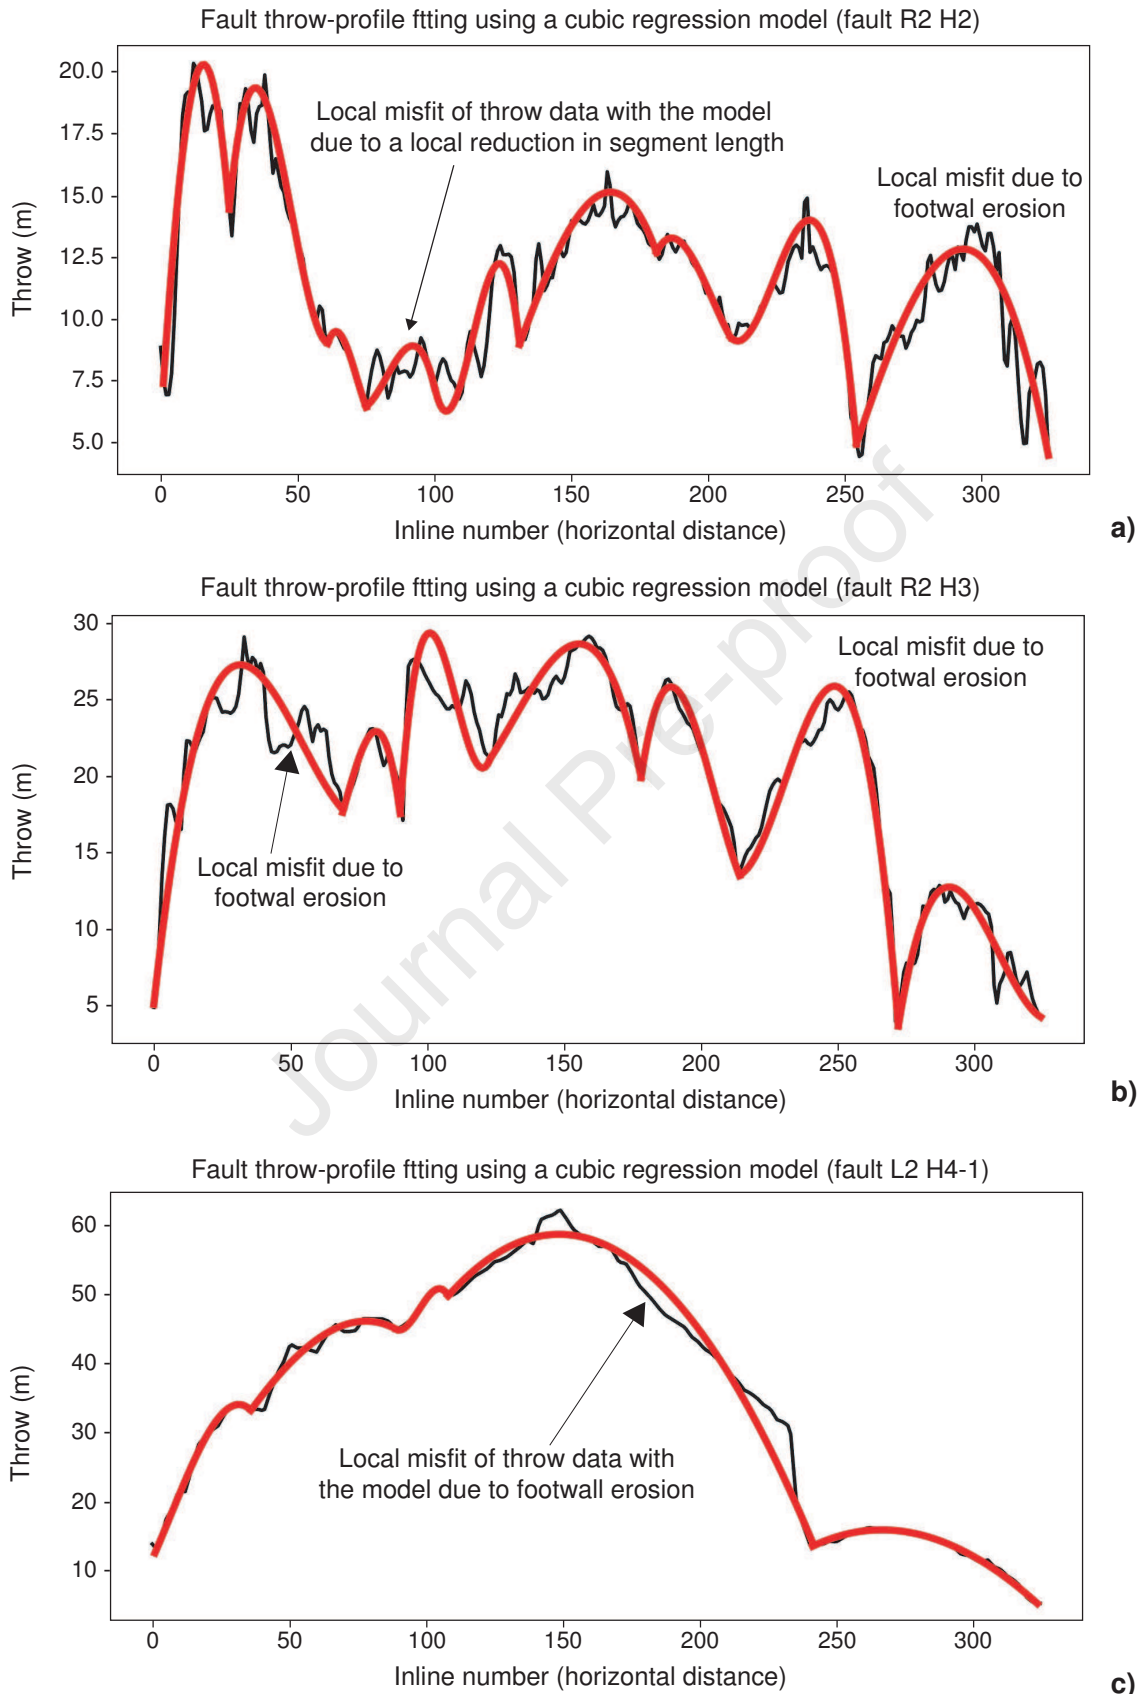 Fault throw-profile ftting using a cubic regression model (fault R2 H2)
20.0
17.5
15.0
12.5
10.0
7.5
5.0
Throw (m)
Local misfit of throw data with the model
due to a local reduction in segment length
Local misfit due to
footwal erosion
0
50
100
150
200
250
300
Inline number (horizontal distance)
a)
Fault throw-profile ftting using a cubic regression model (fault R2 H3)
30
25
20
15
10
5
Throw (m)
Local misfit due to
footwal erosion
Local misfit due to
footwal erosion
0
50
100
150
200
250
300
Inline number (horizontal distance)
b)
Fault throw-profile ftting using a cubic regression model (fault L2 H4-1)
60
50
40
30
20
10
Throw (m)
Local misfit of throw data with
the model due to footwall erosion
0
50
100
150
200
250
300
Inline number (horizontal distance)
c)
Journal Pre-proof